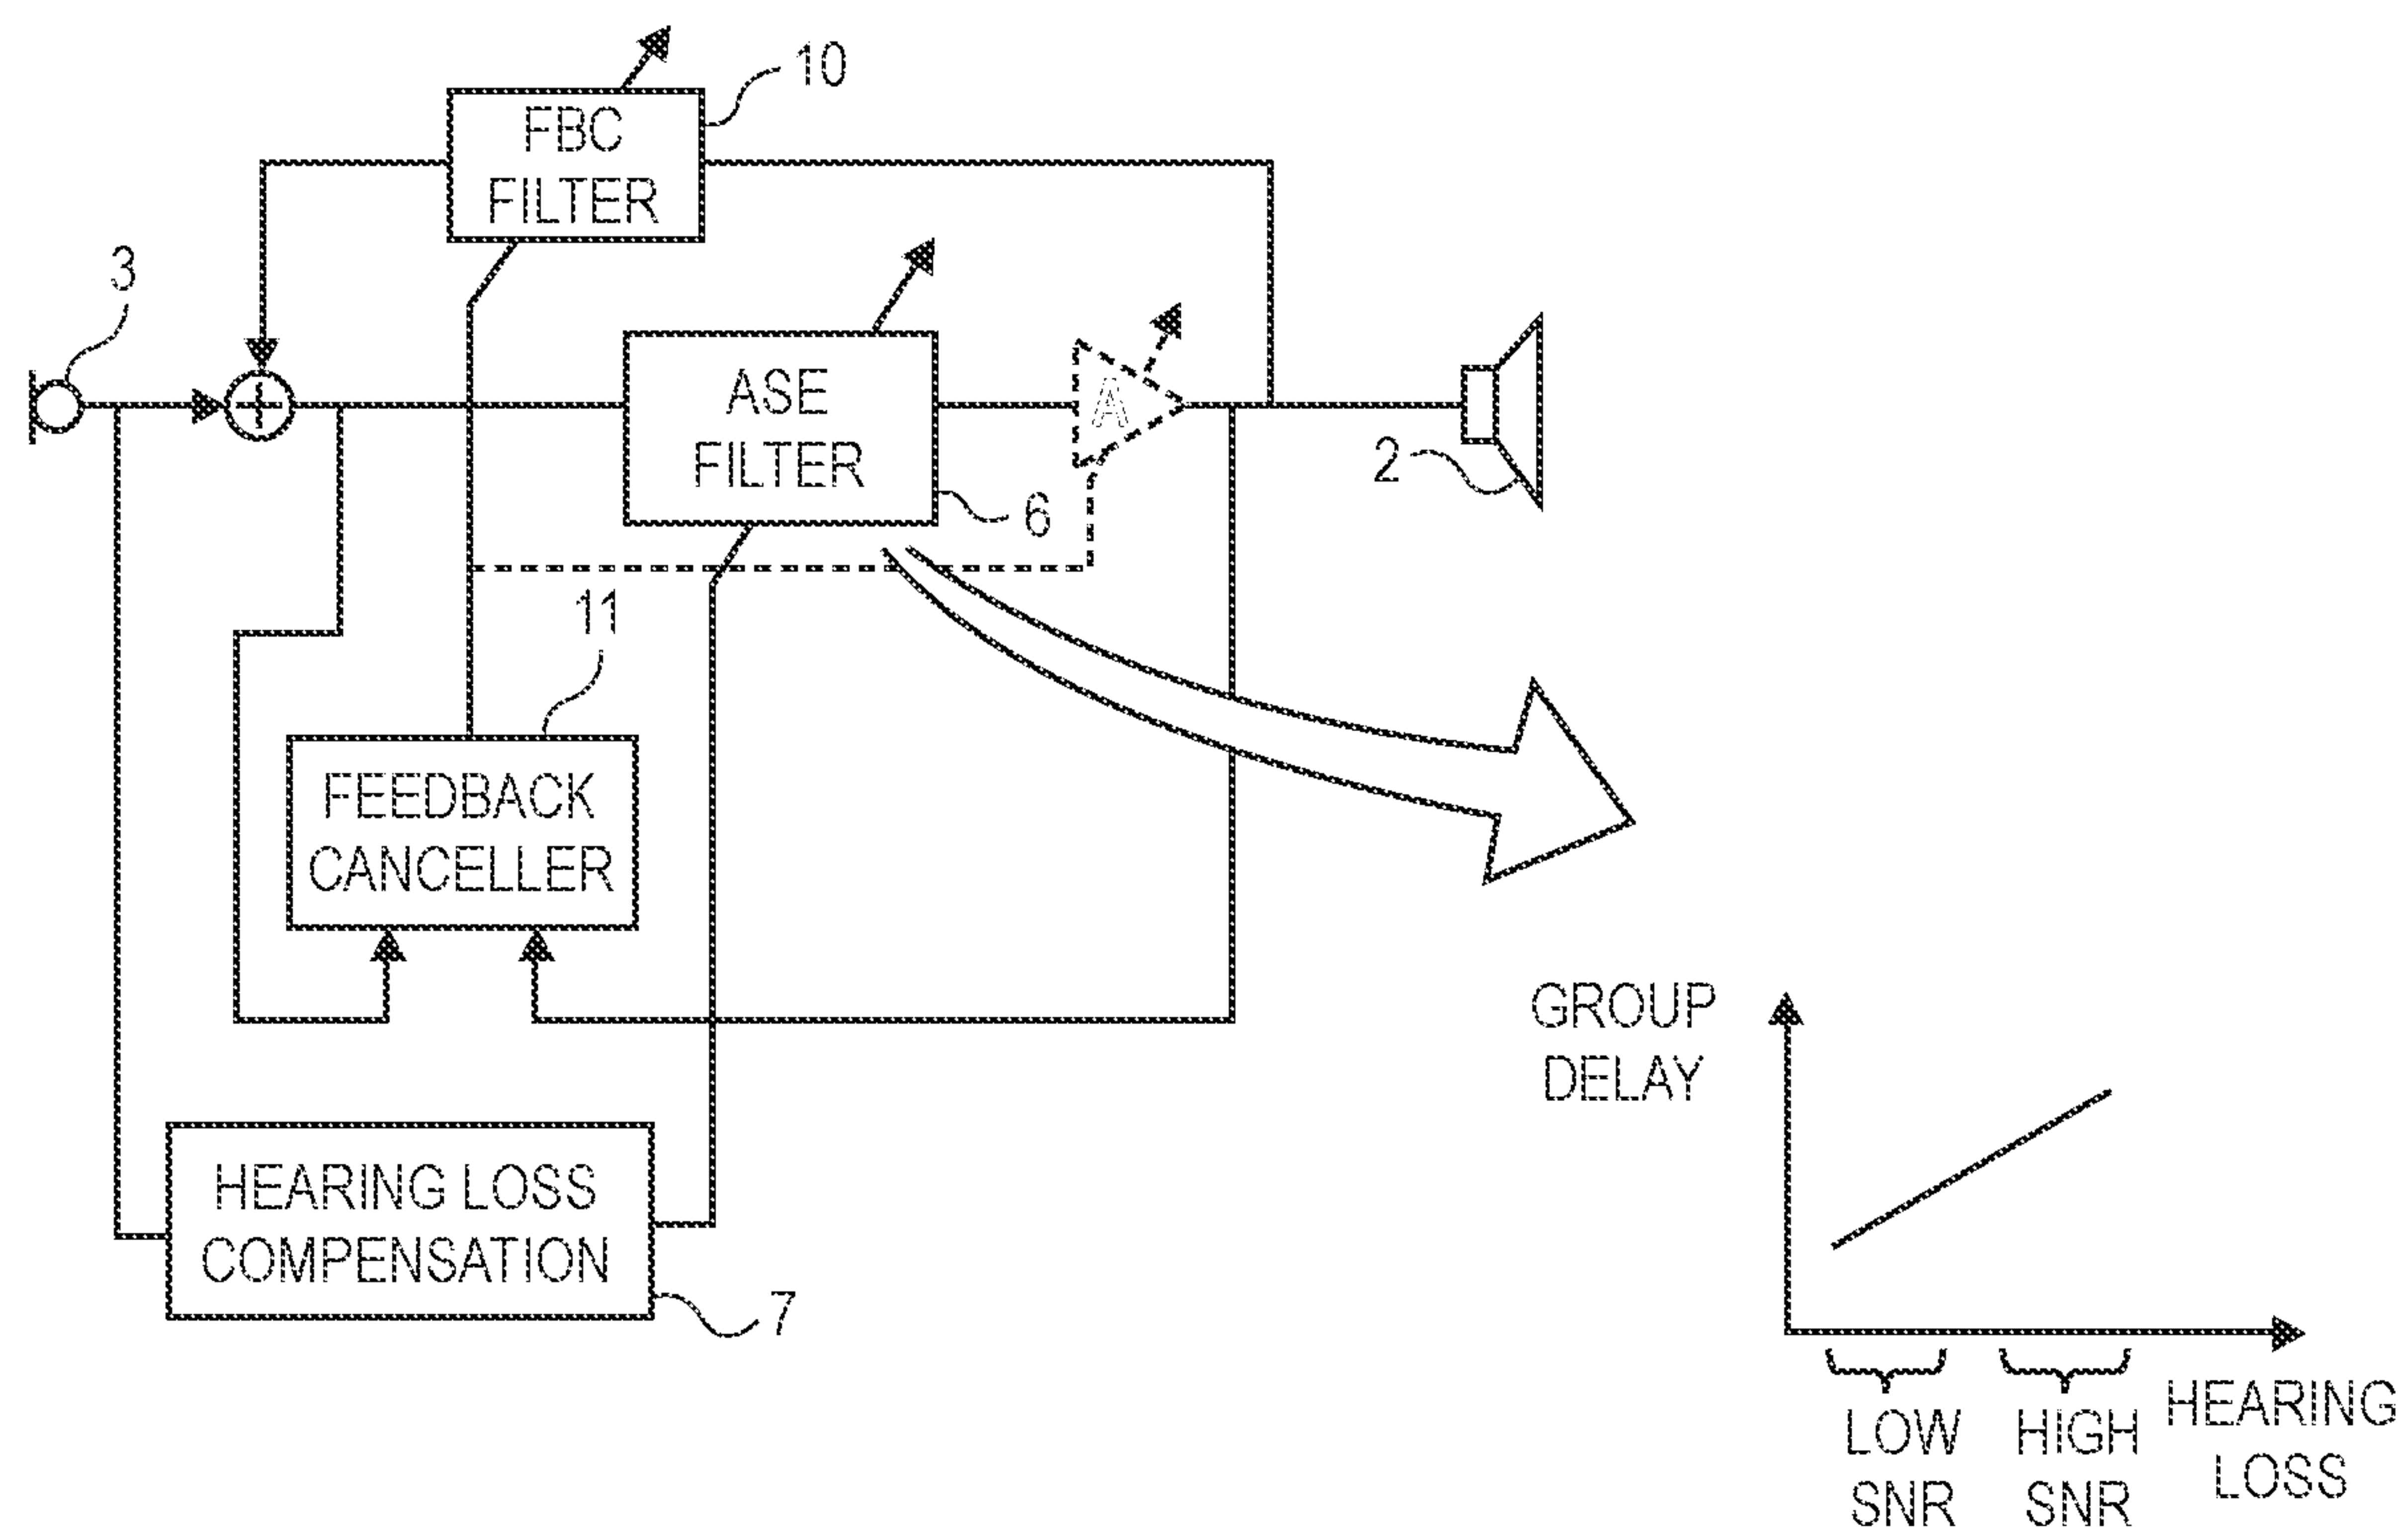 10
FBC
FILTER
3
ASE
FILTER
A
2
6
11
FEEDBACK
CANCELLER
GROUP
DELAY
HEARING LOSS
COMPENSATION
7
LOW
SNR
HIGH
SNR
HEARING
LOSS